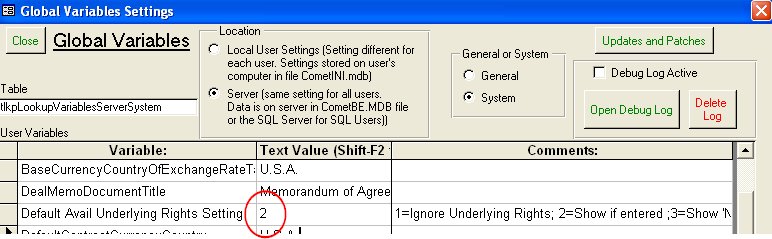 Global Variables Settings
Close
Global Variables
Location
Local User Settings (Setting different for
each user. Settings stored on user's
computer in file CometINI.mdb)
Server (same setting for all users.
Data is on server in CometBE.MDB file
or the SQL Server for SQL Users))
General or System
General
System
Updates and Patches
Debug Log Active
Open Debug Log
Delete
Log
Table
tlkpLookupVariablesServerSystem
User Variables
Variable: Text Value (Shift-F2 Comments:
BaseCurrencyCountryOfExchangeRateTa U.S.A.
DealMemoDocumentTitle Memorandum of Agree
Default Avail Underlying Rights Setting 2 1=Ignore Underlying Rights; 2=Show if entered ;3=Show 'N
DefaultContractCurrencyCountry U.S.A.